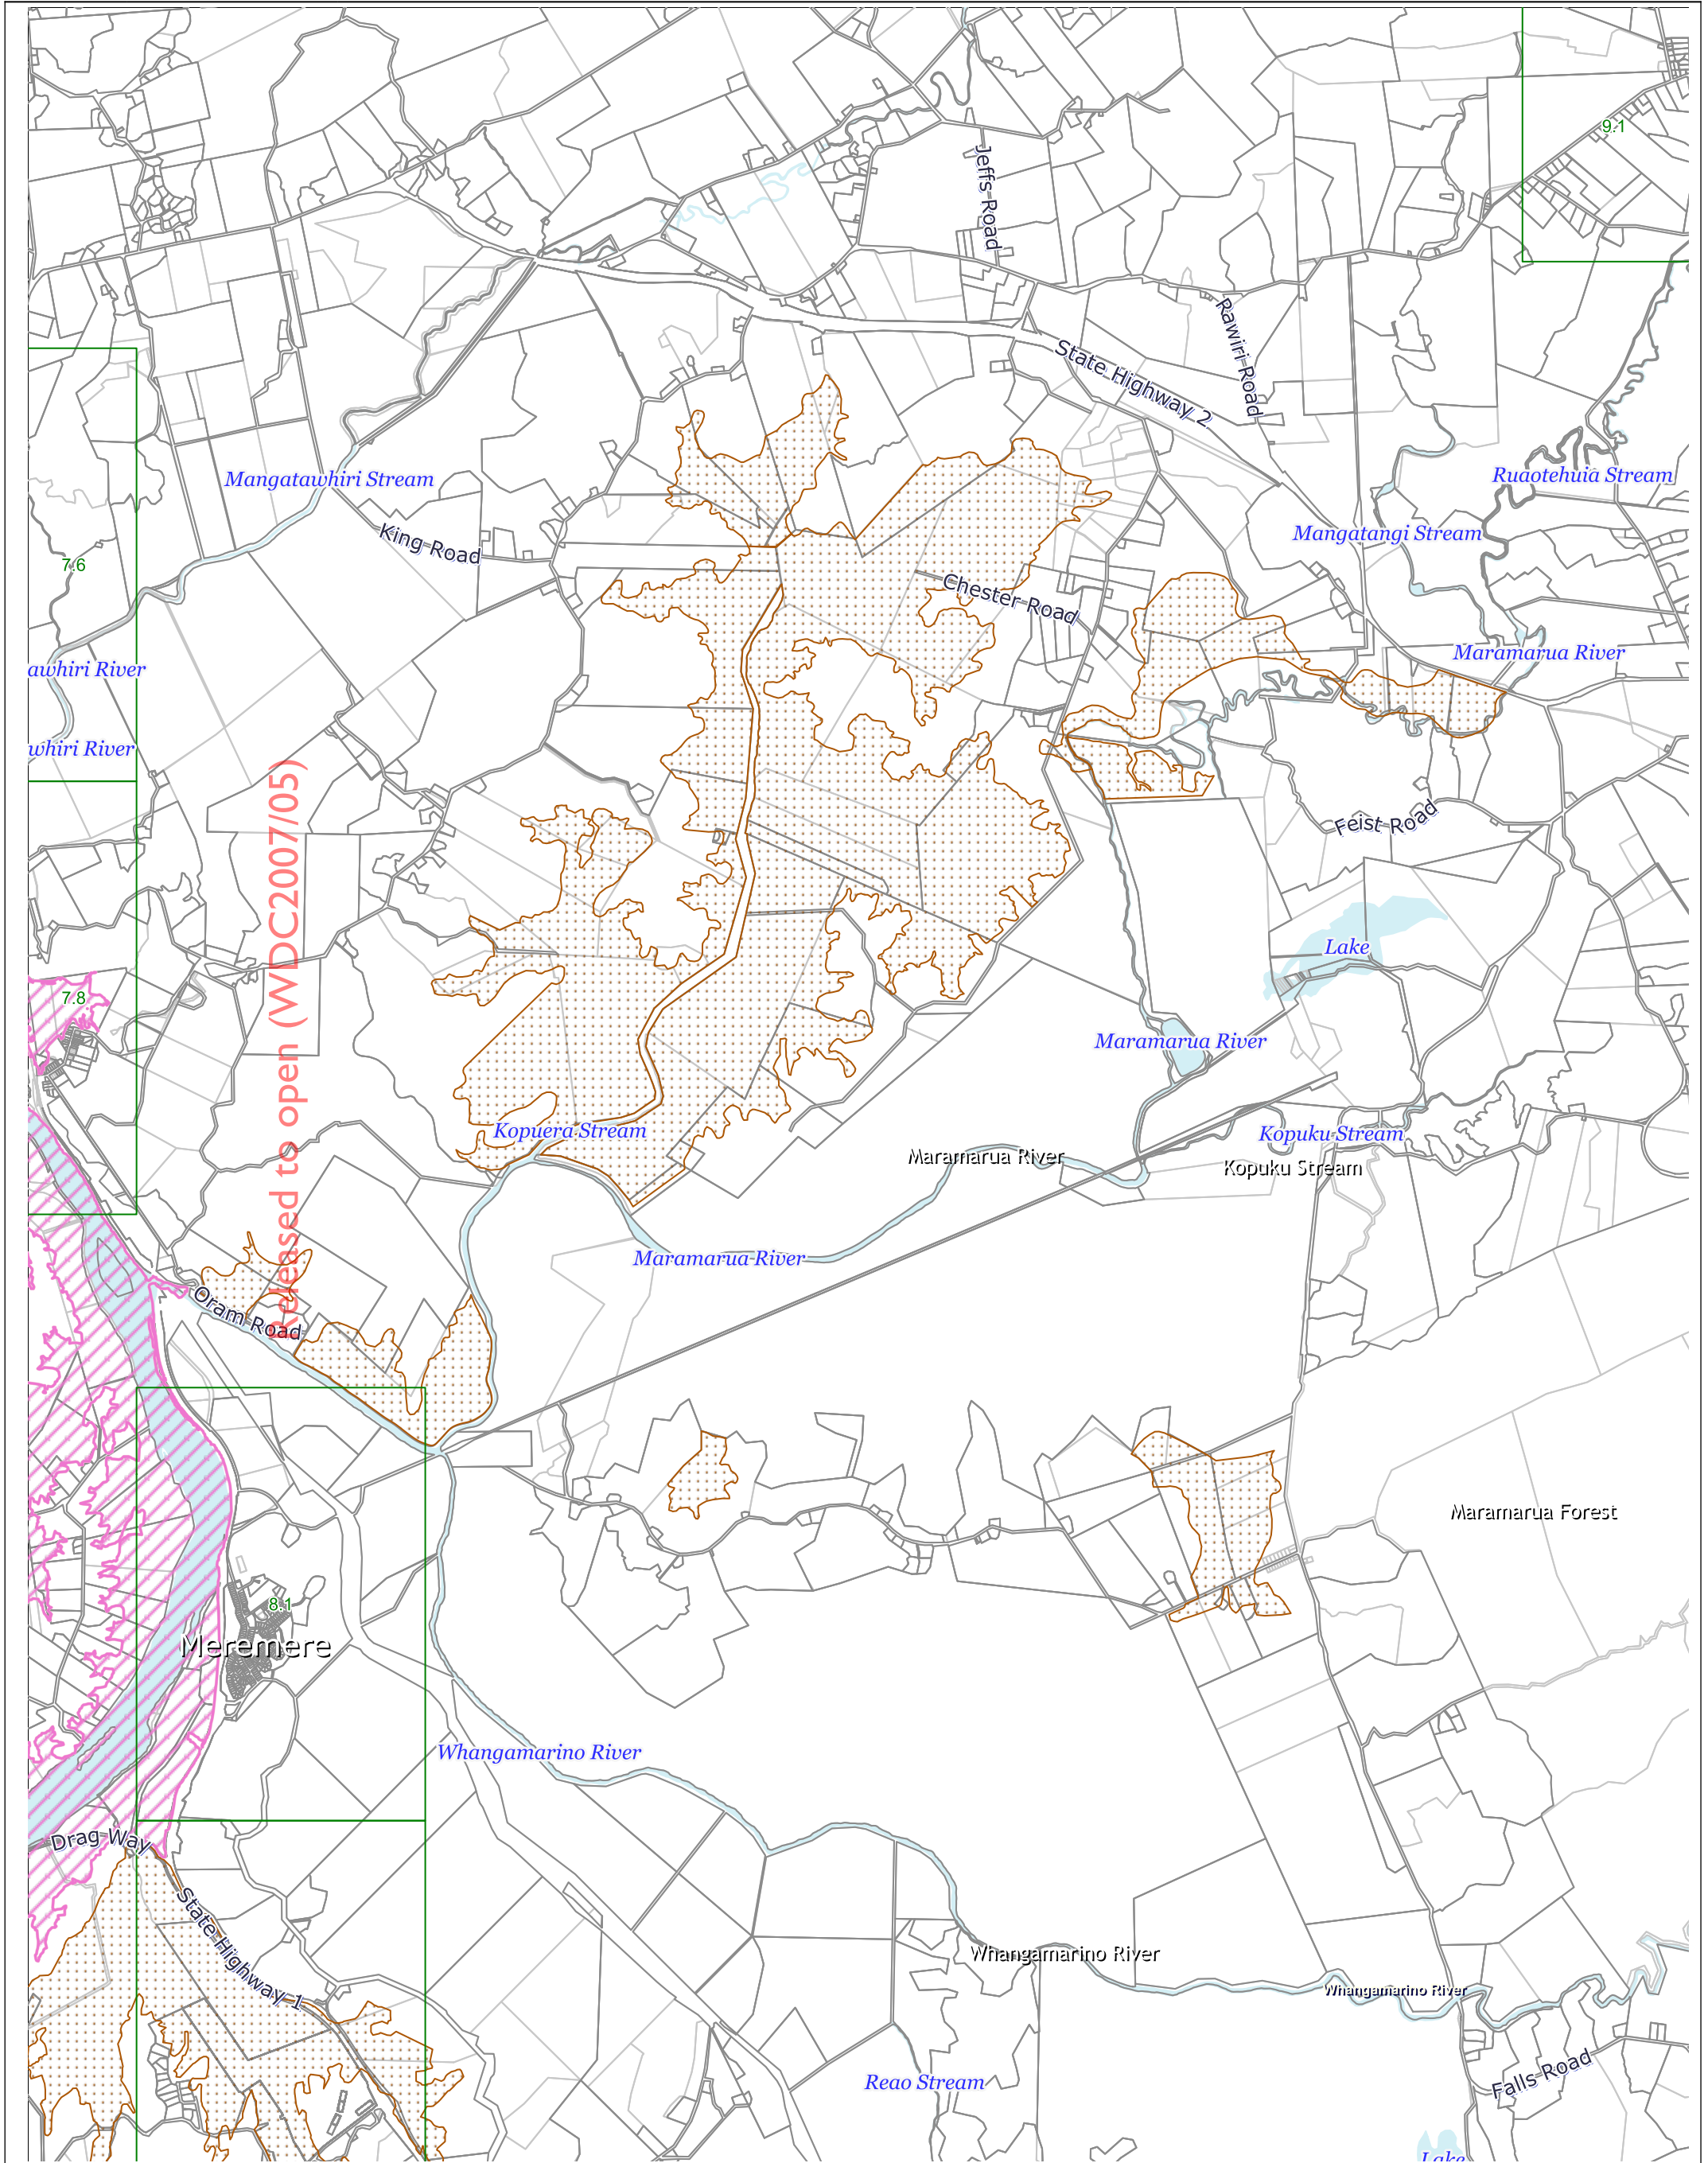 9.1
Jeffs Road
Rawiri Road
State Highway 2
Mangatawhiri Stream
Ruaotehuia Stream
King Road
Mangatangi Stream
7.6
Chester Road
awhiri River
Maramarua River
whiri River
Released to open (WDC2007/05)
Feist Road
Lake
7.8
Maramarua River
Kopuera Stream
Kopuku Stream
Maramarua River
Kopuku Stream
Maramarua River
Oram Road
Maramarua Forest
8.1
Meremere
Whangamarino River
Drag Way
State Highway 1
Whangamarino River
Whangamarino River
Reao Stream
Falls Road
Lake